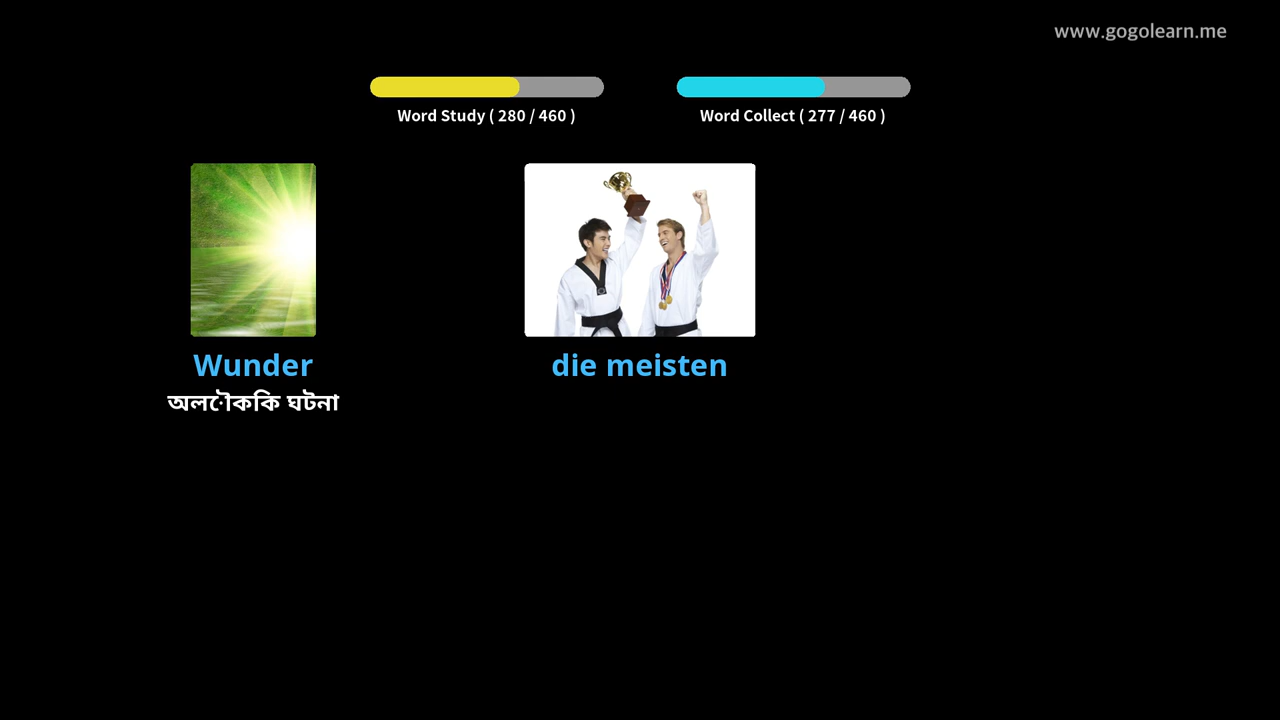 www.gogolearn.me
Word Study ( 280 / 460 )
Word Collect ( 277 / 460 )
Wunder
die meisten
অলৌকিক ঘটনা